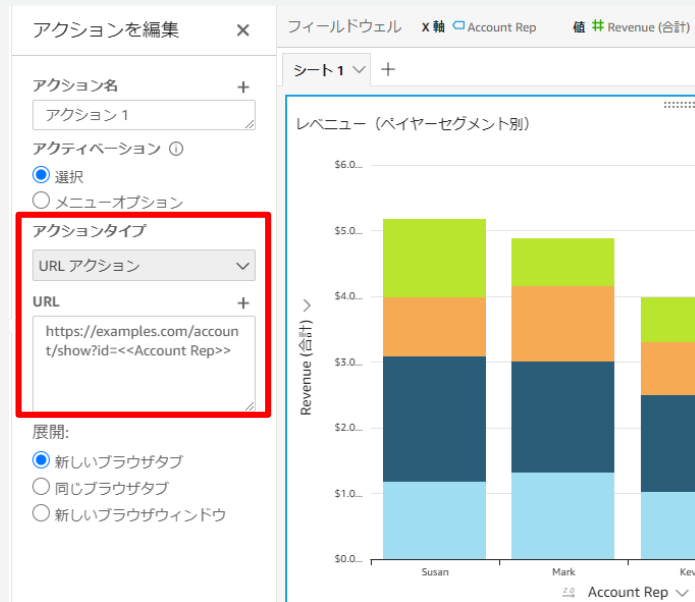 アクションを編集
アクション名
アクション 1
アクティベーション
選択
メニューオプション
アクションタイプ
URL アクション
URL
https://examples.com/accoun
t/show?id=<<Account Rep>>
展開:
新しいブラウザタブ
同じブラウザタブ
新しいブラウザウィンドウ
フィールドウェル X 軸 Account Rep 値 Revenue (合計)
シート 1
レベニュー（ペイヤーセグメント別）
$6.0...
$5.0...
$4.0...
$3.0...
$2.0...
$1.0...
$0.0...
Revenue (合計)
Susan Mark Kev
Account Rep